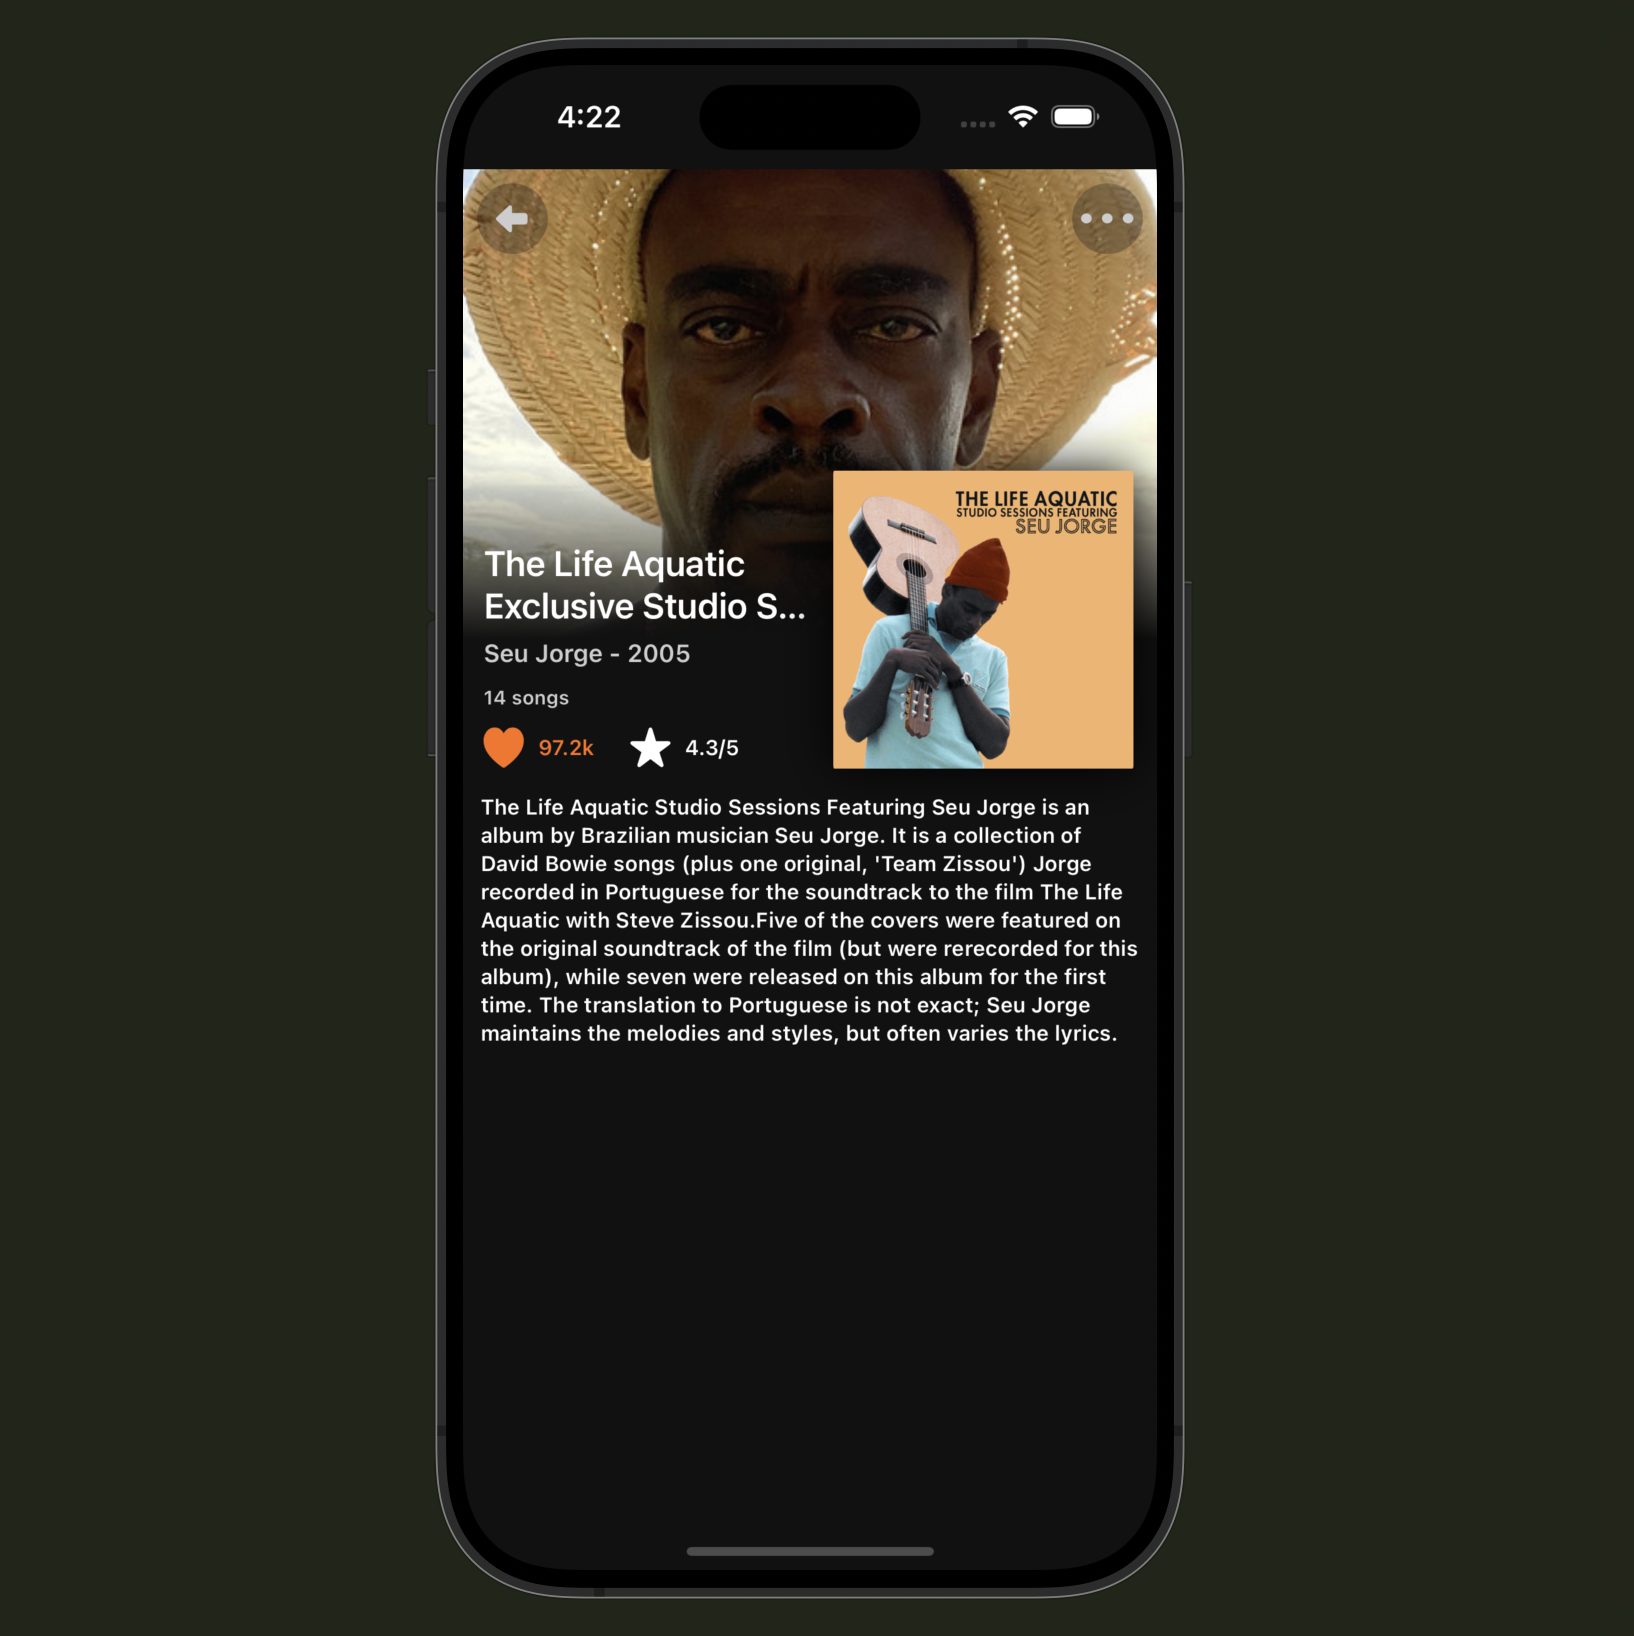 4:22
THE LIFE AQUATIC
STUDIO SESSIONS FEATURING
SEU JORGE
The Life Aquatic
Exclusive Studio S...
Seu Jorge - 2005
14 songs
97.2k
4.3/5
The Life Aquatic Studio Sessions Featuring Seu Jorge is an
album by Brazilian musician Seu Jorge. It is a collection of
David Bowie songs (plus one original, 'Team Zissou') Jorge
recorded in Portuguese for the soundtrack to the film The Life
Aquatic with Steve Zissou.Five of the covers were featured on
the original soundtrack of the film (but were rerecorded for this
album), while seven were released on this album for the first
time. The translation to Portuguese is not exact; Seu Jorge
maintains the melodies and styles, but often varies the lyrics.